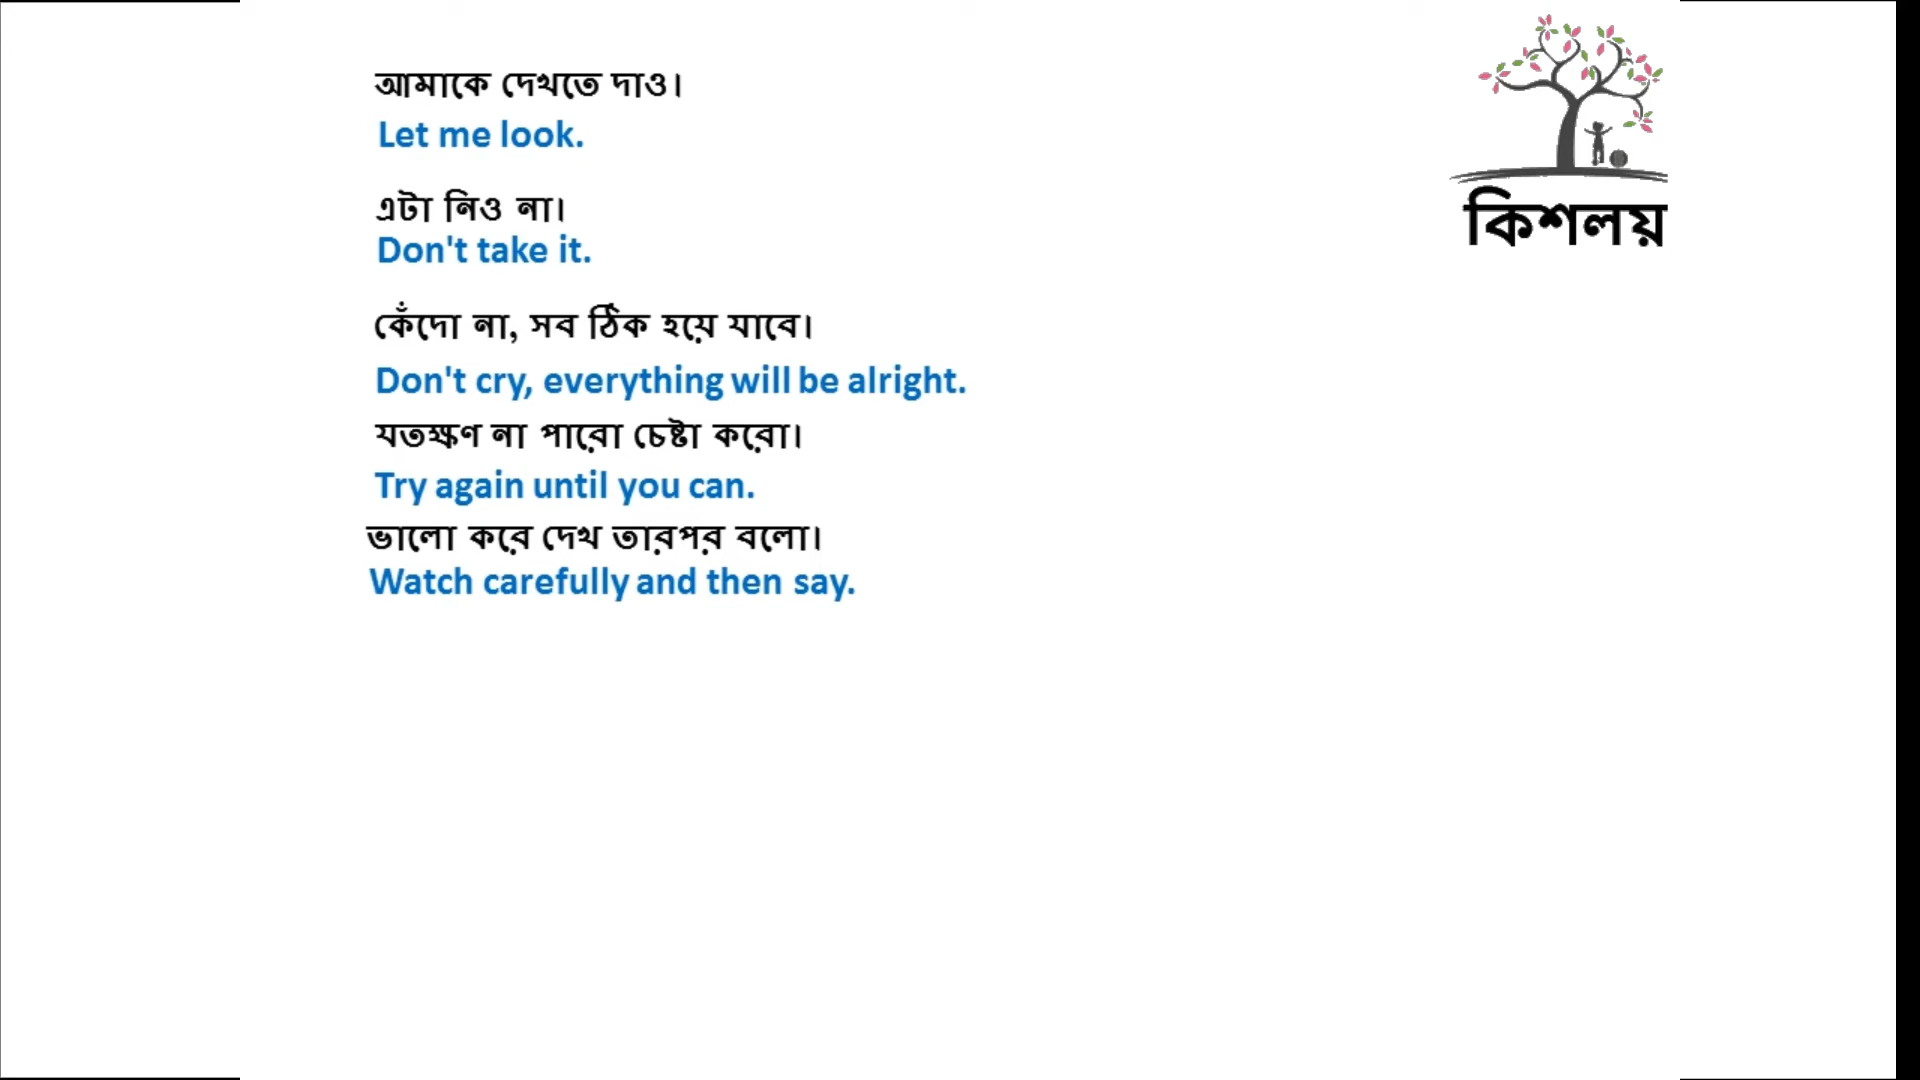 আমাকে দেখতে দাও।
Let me look.
এটা নিও না।
Don't take it.
কেঁদো না, সব ঠিক হয়ে যাবে।
Don't cry, everything will be alright.
যতক্ষণ না পারো চেষ্টা করো।
Try again until you can.
ভালো করে দেখ তারপর বলো।
Watch carefully and then say.
কিশলয়